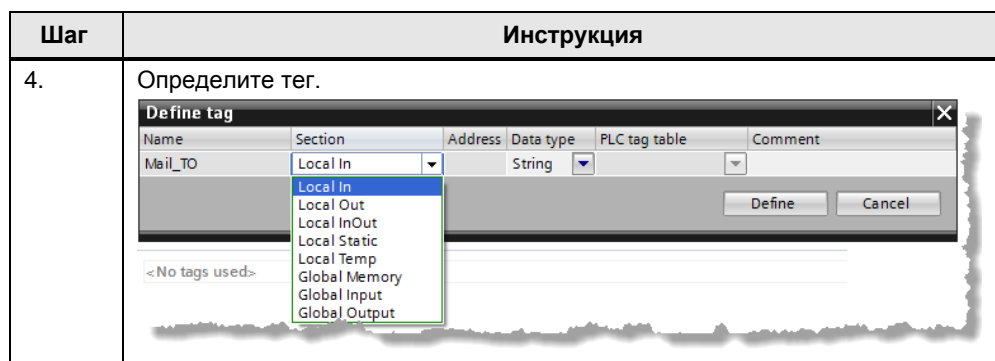 Шаг Инструкция
4. Определите тег.
Define tag
Name Section Address Data type PLC tag table Comment
Mail_TO Local In String
Local In
Local Out
Define Cancel
Local InOut
Local Static
Local Temp
<No tags used>
Global Memory
Global Input
Global Output